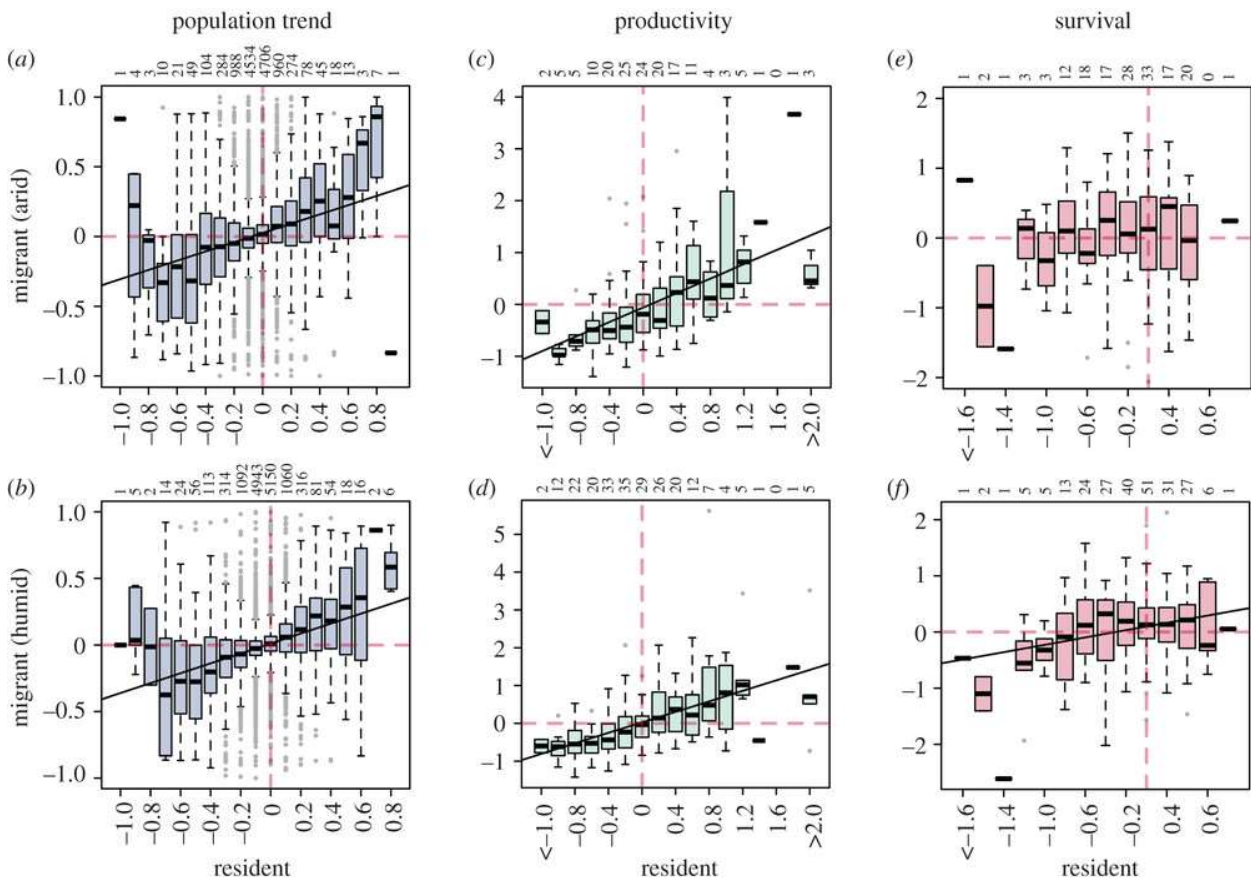 population trend
productivity
survival
(a)
1 4 3 10 21 49 104 284 988 4534 4706 960 274 78 45 18 13 3 7 1
1.0
0.5
0
−0.5
−1.0
migrant (arid)
−1.0 −0.8 −0.6 −0.4 −0.2 0 0.2 0.4 0.6 0.8
(c)
2 5 5 10 20 25 24 20 17 11 4 3 5 1 0 1 3
4
3
2
1
0
−1
<−1.0 −0.8 −0.4 0 0.4 0.8 1.2 >2.0
(e)
1 2 1 3 3 12 18 17 28 33 17 20 0 1
2
1
0
−1
−2
<−1.6 −1.4 −1.0 −0.6 −0.2 0.2 0.6
(b)
1 5 2 14 24 56 113 314 1092 4943 5150 1060 316 81 54 18 16 2 6
1.0
0.5
0
−0.5
−1.0
migrant (humid)
−1.0 −0.8 −0.6 −0.4 −0.2 0 0.2 0.4 0.6 0.8
resident
(d)
2 12 22 20 33 35 29 26 20 12 7 4 5 1 0 1 5
5
4
3
2
1
0
−1
<−1.0 −0.8 −0.4 0 0.4 0.8 1.2 >2.0
resident
(f)
1 2 1 5 5 13 24 27 40 51 31 27 6 1
2
1
0
−1
−2
<−1.6 −1.4 −1.0 −0.6 −0.2 0.2 0.6
resident